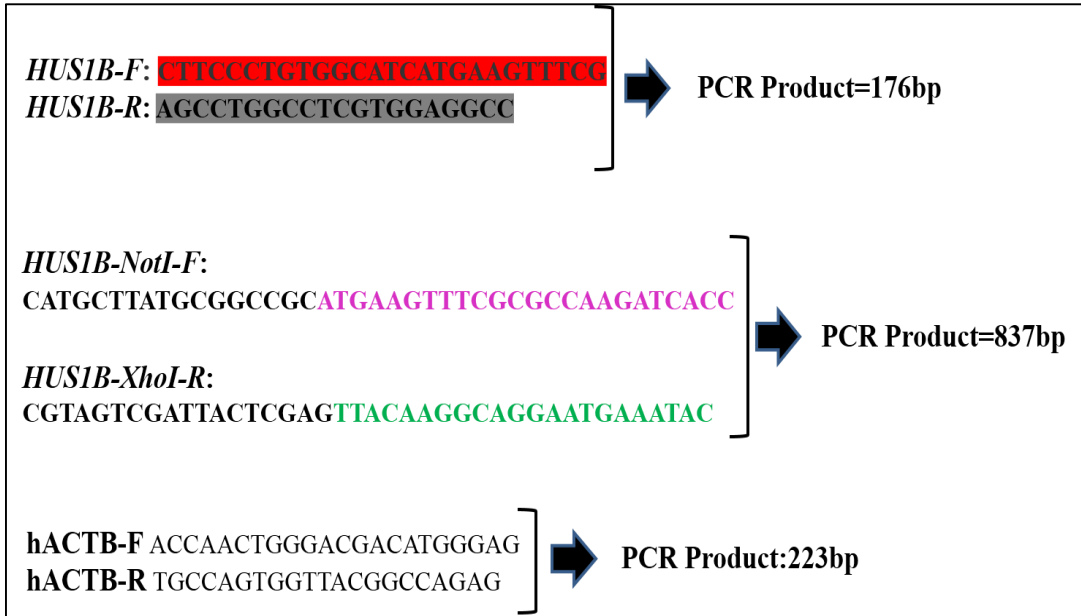 HUS1B-F: CTTCCCTGTGGCATCATGAAGTTTCG
HUS1B-R: AGCCTGGCCTCGTGGAGGCC
PCR Product=176bp
HUS1B-NotI-F:
CATGCTTATGCGGCCGCATGAAGTTTCGCGCCAAGATCACC
HUS1B-XhoI-R:
CGTAGTCGATTACTCGAGTTACAAGGCAGGAATGAAATAC
PCR Product=837bp
hACTB-F ACCAACTGGGACGACATGGGAG
hACTB-R TGCCAGTGGTTACGGCCAGAG
PCR Product:223bp